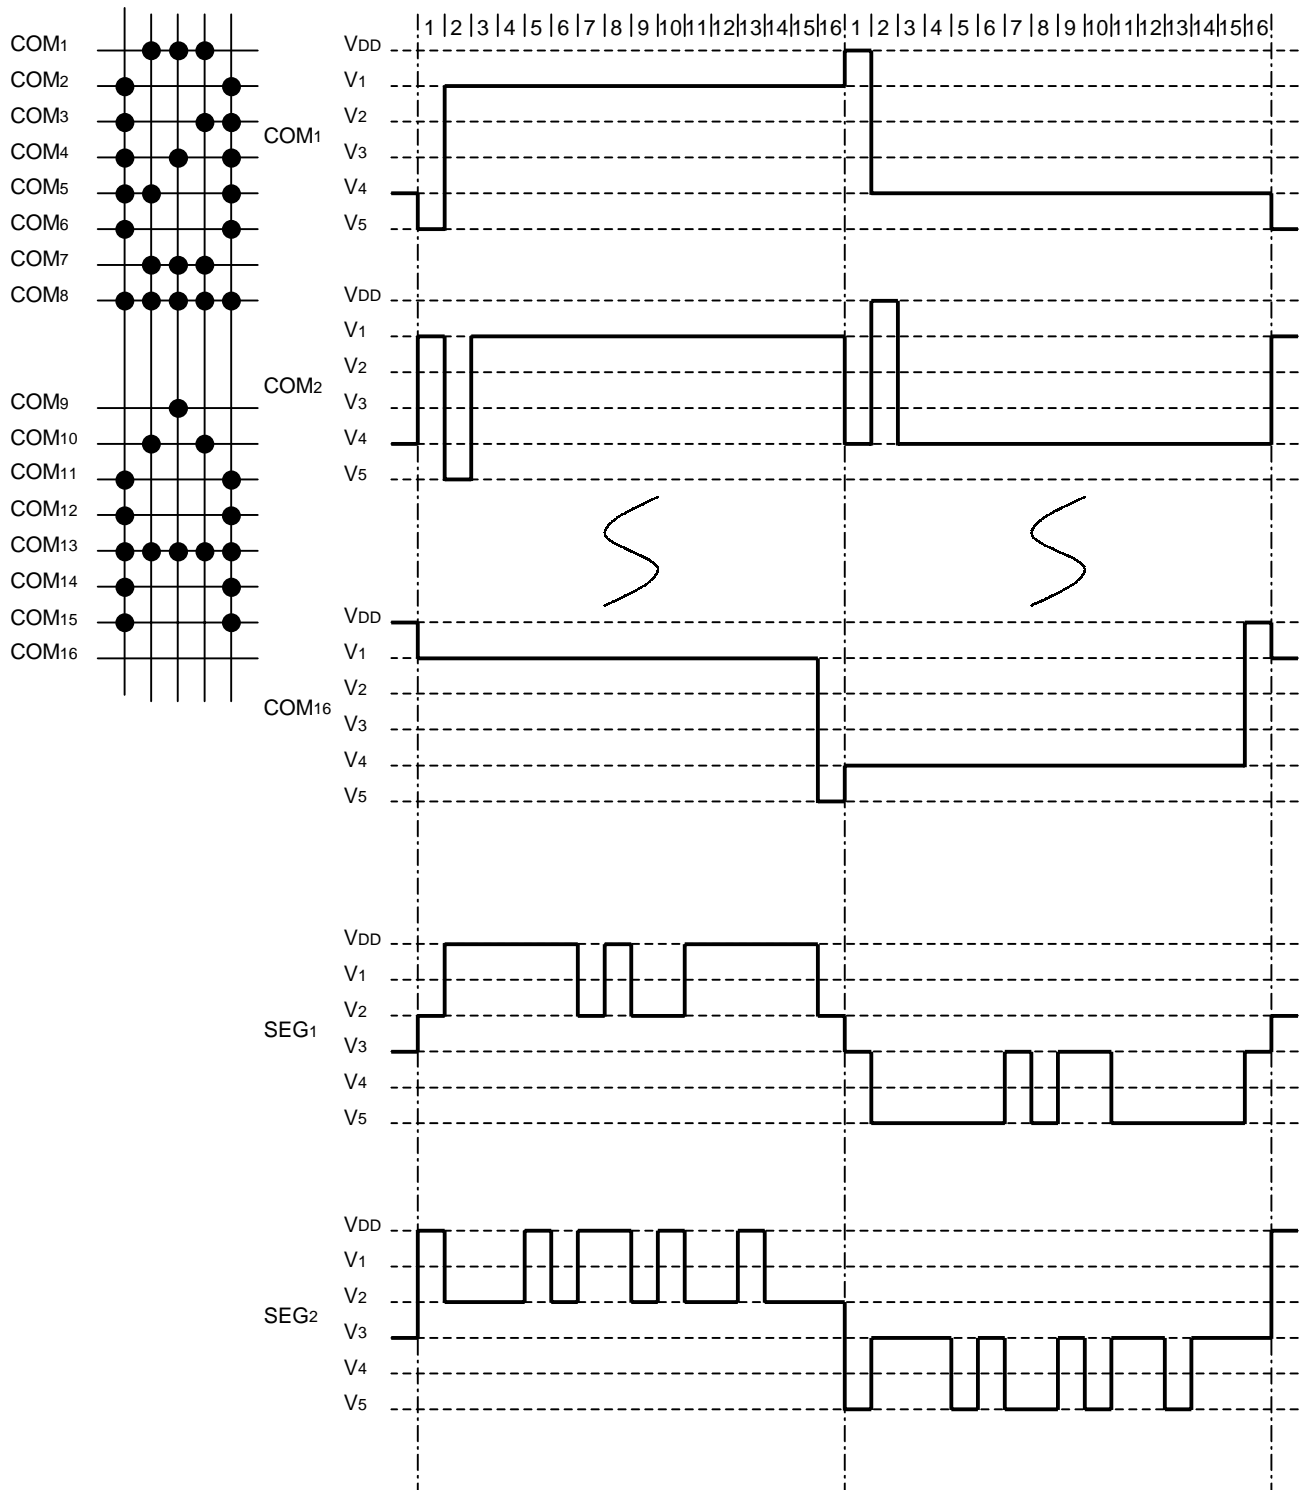 |1|2|3|4|5|6|7|8|9|10|11|12|13|14|15|16|1|2|3|4|5|6|7|8|9|10|11|12|13|14|15|16|
COM1
COM2
COM3
COM4
COM5
COM6
COM7
COM8
COM9
COM10
COM11
COM12
COM13
COM14
COM15
COM16
COM1
VDD
V1
V2
V3
V4
V5
COM2
VDD
V1
V2
V3
V4
V5
COM16
VDD
V1
V2
V3
V4
V5
SEG1
VDD
V1
V2
V3
V4
V5
SEG2
VDD
V1
V2
V3
V4
V5